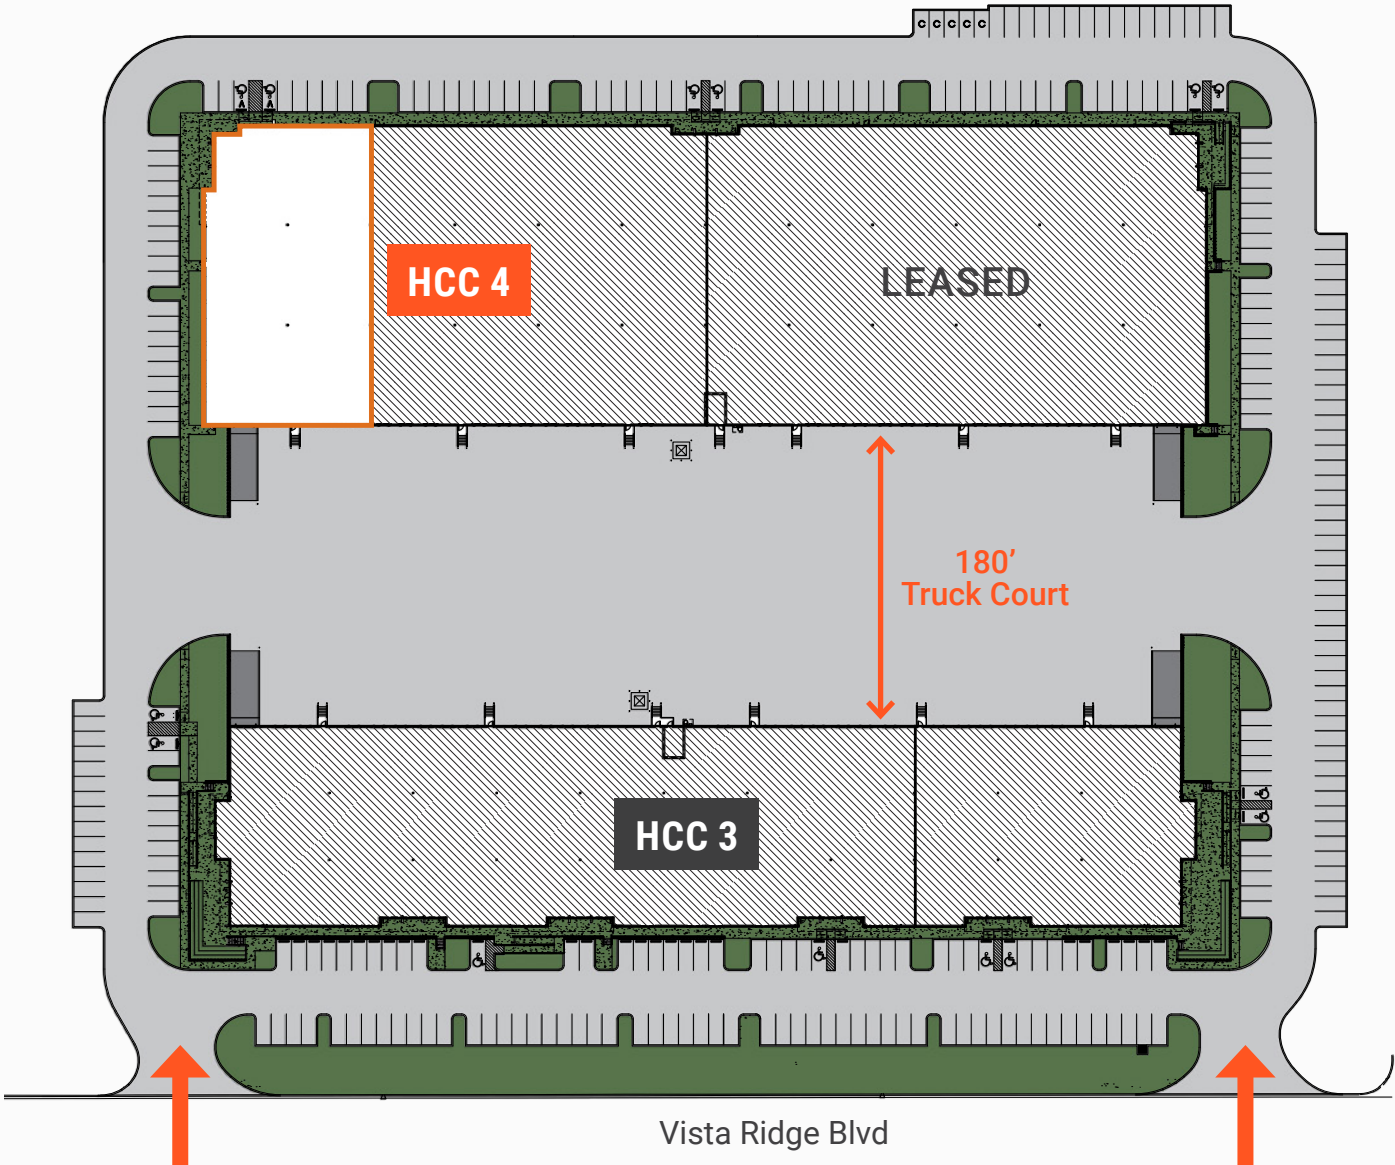 C C C C C
HCC 4
LEASED
180’
Truck Court
HCC 3
Vista Ridge Blvd